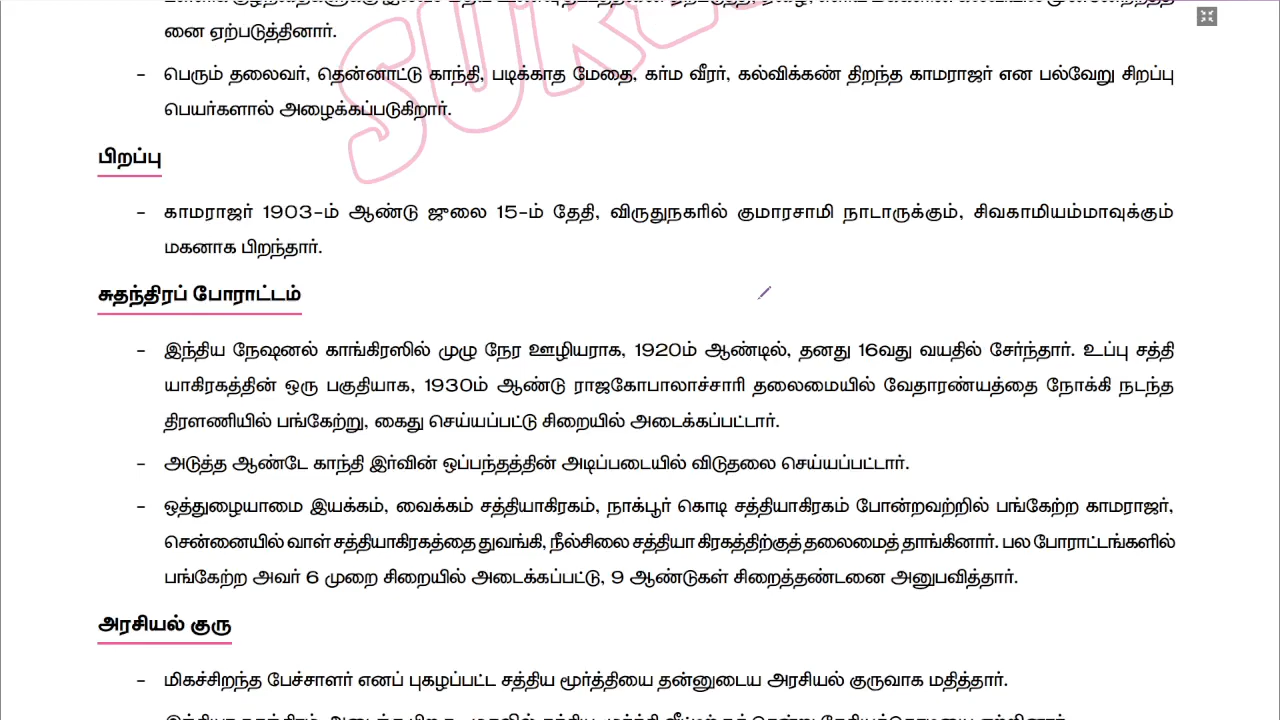 னை ஏற்படுத்தினார்.
- பெரும் தலைவர், தென்னாட்டு காந்தி, படிக்காத மேதை, கர்ம வீரர், கல்விக்கண் திறந்த காமராஜர் என பல்வேறு சிறப்பு
பெயர்களால் அழைக்கப்படுகிறார்.
பிறப்பு
- காமராஜர் 1903-ம் ஆண்டு ஜுலை 15-ம் தேதி, விருதுநகரில் குமாரசாமி நாடாருக்கும், சிவகாமியம்மாவுக்கும்
மகனாக பிறந்தார்.
சுதந்திரப் போராட்டம்
- இந்திய நேஷனல் காங்கிரஸில் முழு நேர ஊழியராக, 1920ம் ஆண்டில், தனது 16வது வயதில் சேர்ந்தார். உப்பு சத்தி
யாகிரகத்தின் ஒரு பகுதியாக, 1930ம் ஆண்டு ராஜகோபாலாச்சாரி தலைமையில் வேதாரண்யத்தை நோக்கி நடந்த
திரளணியில் பங்கேற்று, கைது செய்யப்பட்டு சிறையில் அடைக்கப்பட்டார்.
- அடுத்த ஆண்டே காந்தி இர்வின் ஒப்பந்தத்தின் அடிப்படையில் விடுதலை செய்யப்பட்டார்.
- ஒத்துழையாமை இயக்கம், வைக்கம் சத்தியாகிரகம், நாக்பூர் கொடி சத்தியாகிரகம் போன்றவற்றில் பங்கேற்ற காமராஜர்,
சென்னையில் வாள் சத்தியாகிரகத்தை துவங்கி, நீல்சிலை சத்தியா கிரகத்திற்குத் தலைமைத் தாங்கினார். பல போராட்டங்களில்
பங்கேற்ற அவர் 6 முறை சிறையில் அடைக்கப்பட்டு, 9 ஆண்டுகள் சிறைத்தண்டனை அனுபவித்தார்.
அரசியல் குரு
- மிகச்சிறந்த பேச்சாளர் எனப் புகழப்பட்ட சத்திய மூர்த்தியை தன்னுடைய அரசியல் குருவாக மதித்தார்.